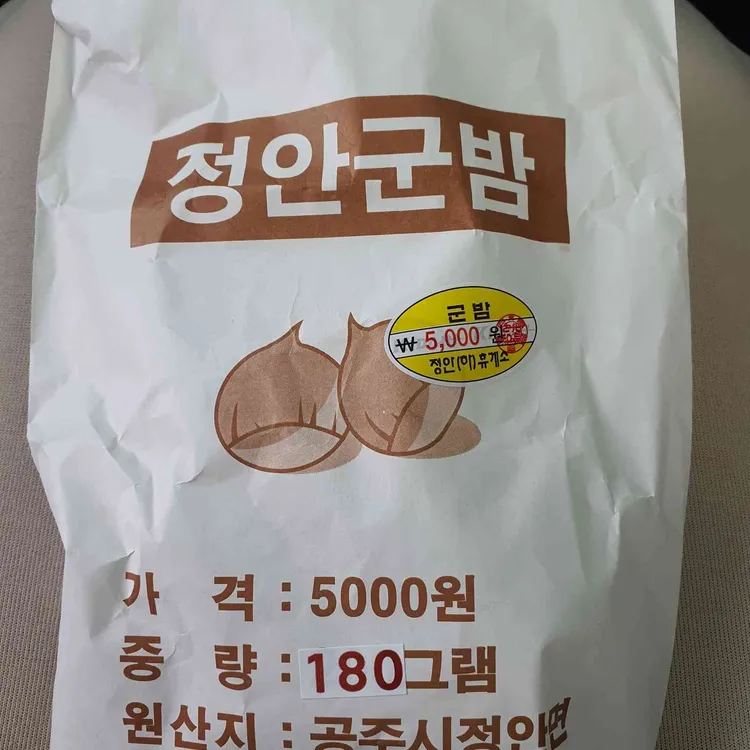 정안군밤
군밤
₩ 5,000 원
정안(하)휴게소
가 격 : 5000원
중 량 : 180그램
원산지 : 공주시정안면